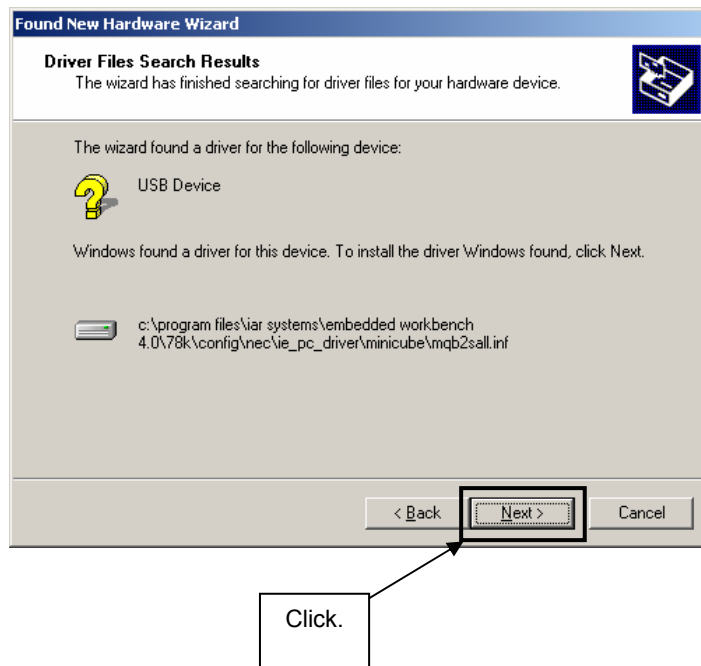 Found New Hardware Wizard
Driver Files Search Results
The wizard has finished searching for driver files for your hardware device.
The wizard found a driver for the following device:
USB Device
Windows found a driver for this device. To install the driver Windows found, click Next.
c:\program files\iar systems\embedded workbench
4.0\78k\config\nec\ie_pc_driver\minicube\mqb2sall.inf
< Back
Next >
Cancel
Click.